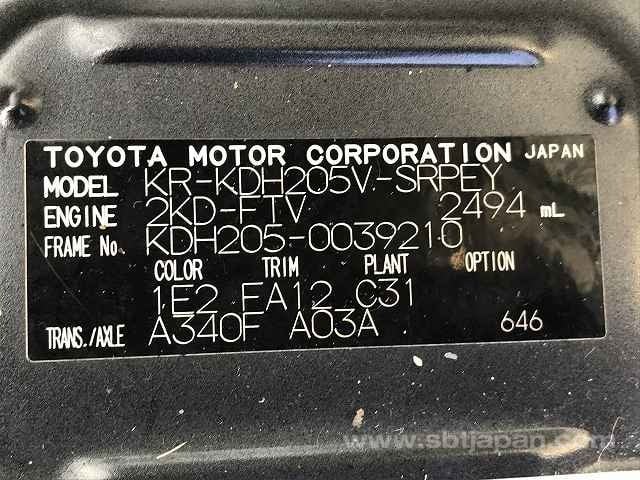 TOYOTA MOTOR CORPORATION JAPAN
MODEL KR-KDH205V-SRPEY
ENGINE 2KD-FTV 2494 mL
FRAME No KDH205-0039210
COLOR TRIM PLANT OPTION
1E2 FA12 C31
TRANS./AXLE A340F A03A 646
www.sbtjapan.com